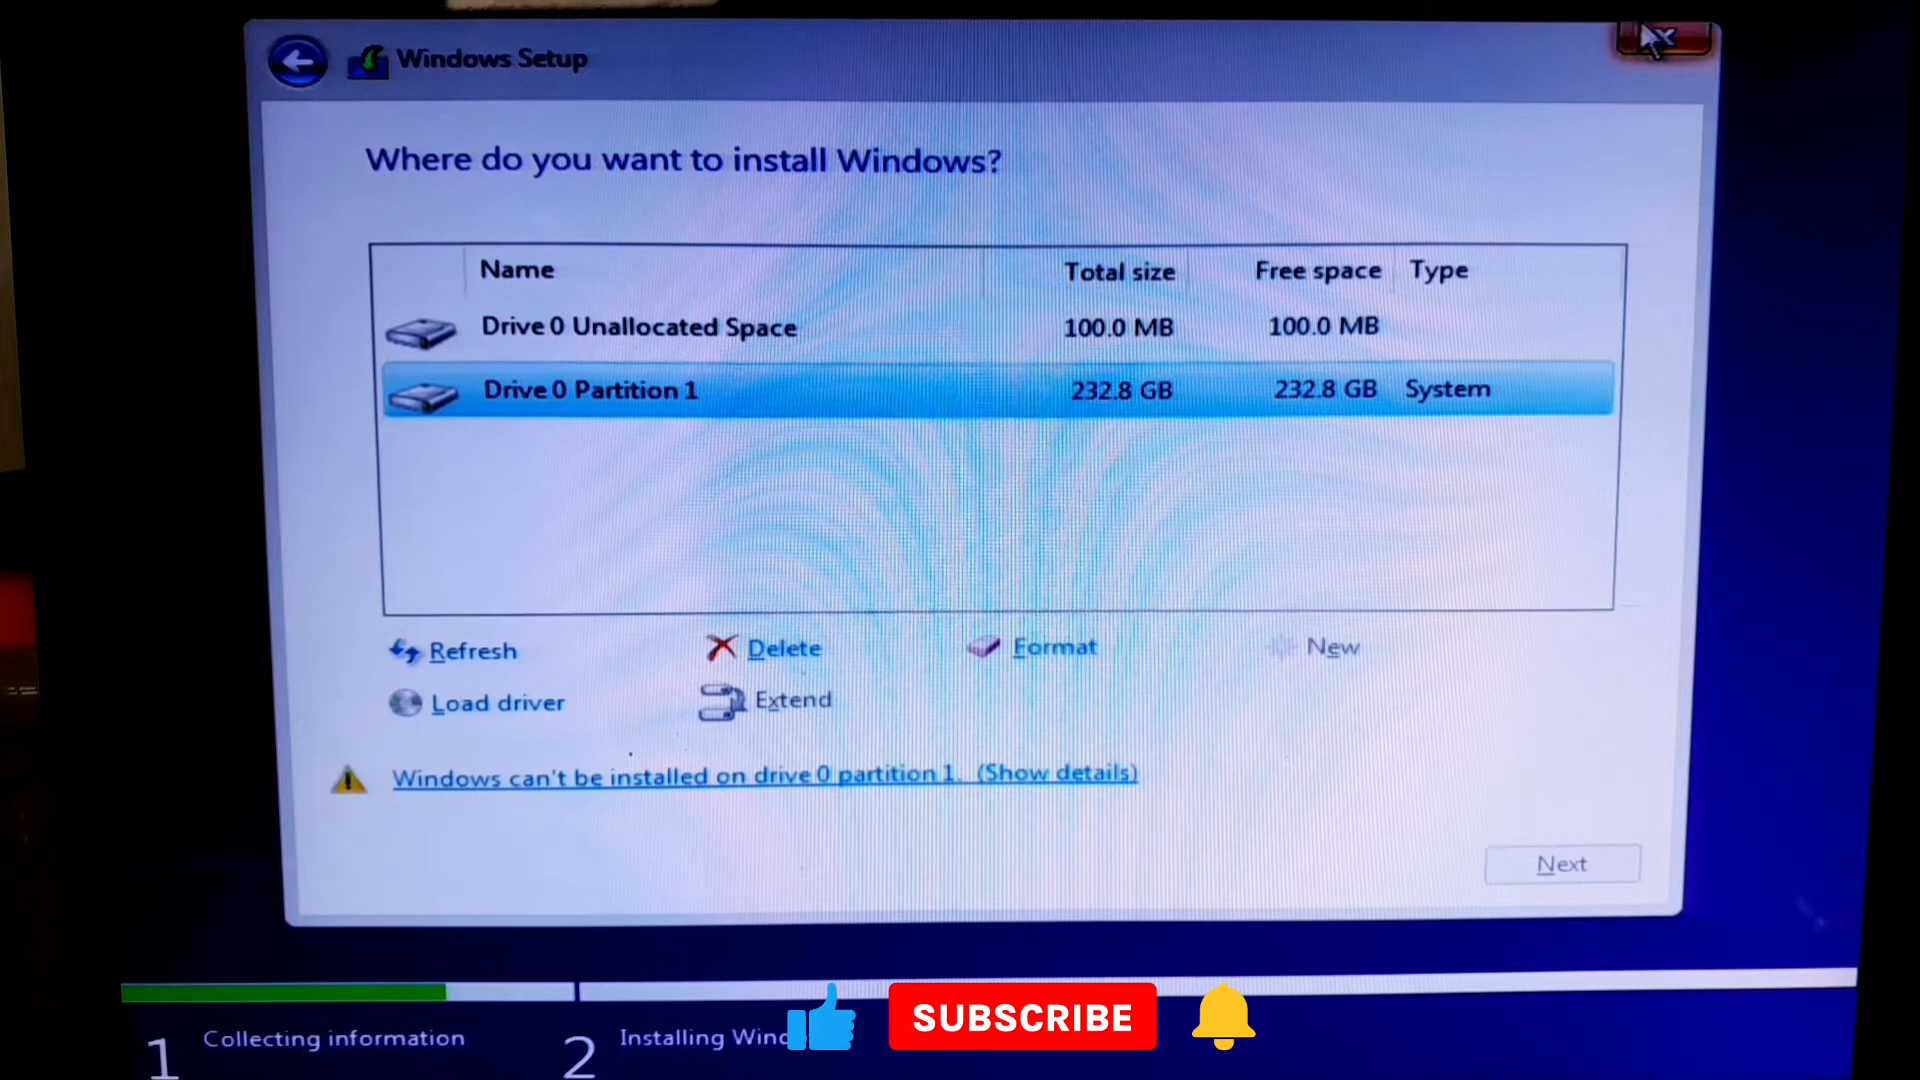 Windows Setup
Where do you want to install Windows?
Name Total size Free space Type
Drive 0 Unallocated Space 100.0 MB 100.0 MB
Drive 0 Partition 1 232.8 GB 232.8 GB System
Refresh Delete Format New
Load driver Extend
Windows can't be installed on drive 0 partition 1. (Show details)
Next
1 Collecting information 2 Installing Wind
SUBSCRIBE